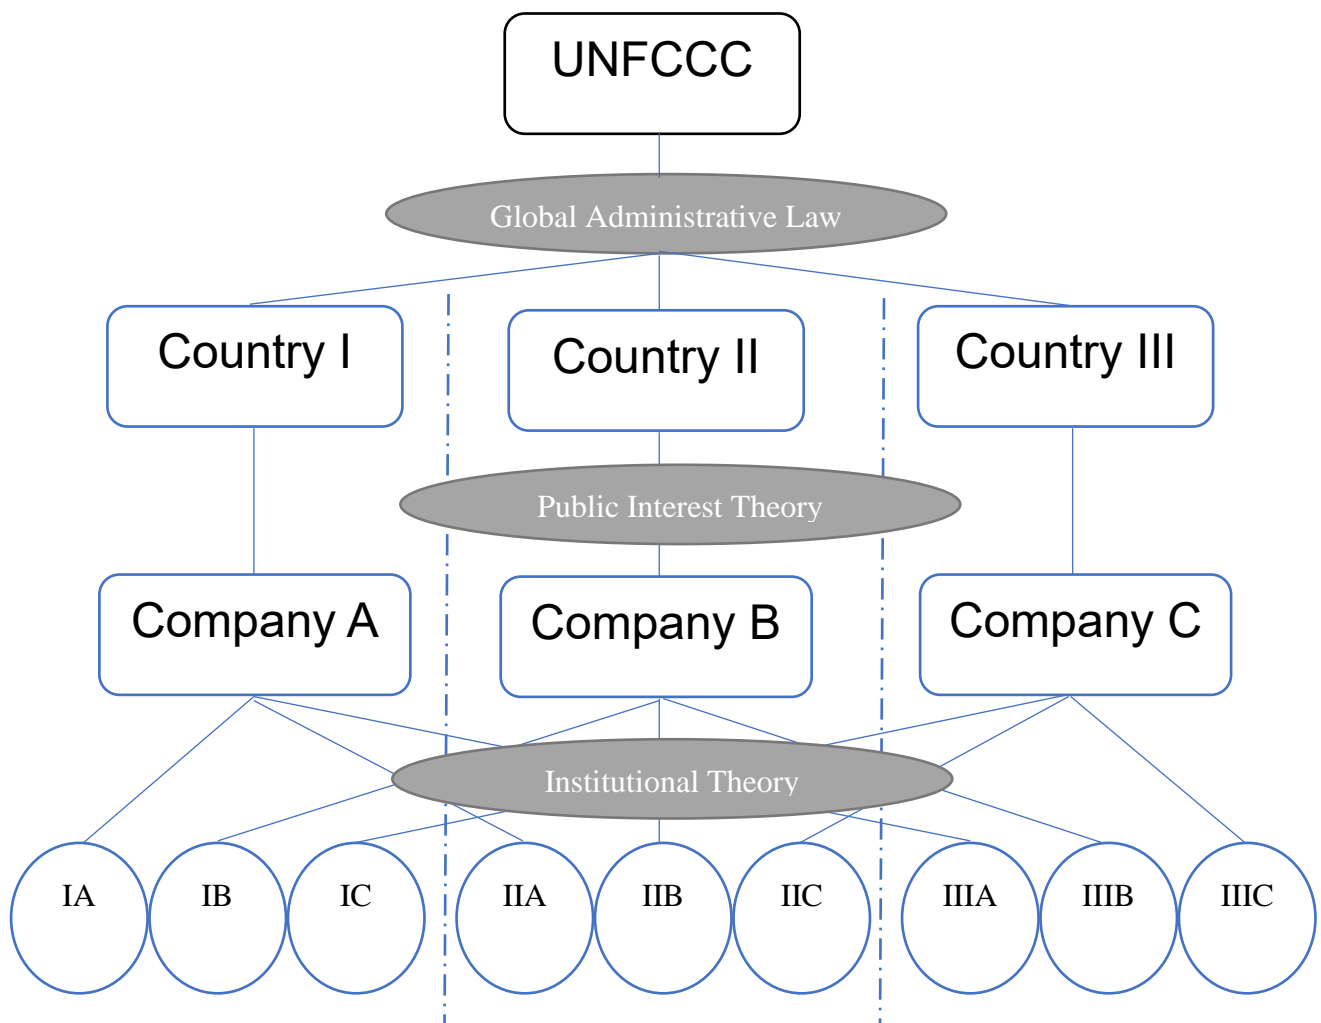 UNFCCC
Global Administrative Law
Country I
Country II
Country III
Public Interest Theory
Company A
Company B
Company C
Institutional Theory
IA
IB
IC
IIA
IIB
IIC
IIIA
IIIB
IIIC